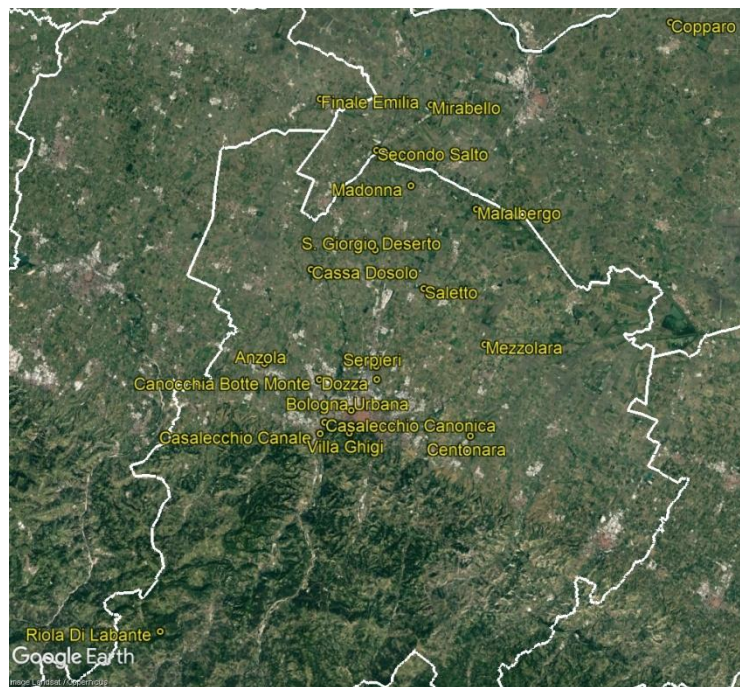 Copparo
Finale Emilia
Mirabello
Secondo Salto
Madonna
Malalbergo
S. Giorgio Deserto
Cassa Dosolo
Saletto
Mezzolara
Anzola
Serpieri
Canocchia Botte Monte
Dozza
Bologna Urbana
Casalecchio Canonica
Casalecchio Canale
Villa Ghigi
Centonara
Riola Di Labante
Google Earth
Image Landsat / Copernicus